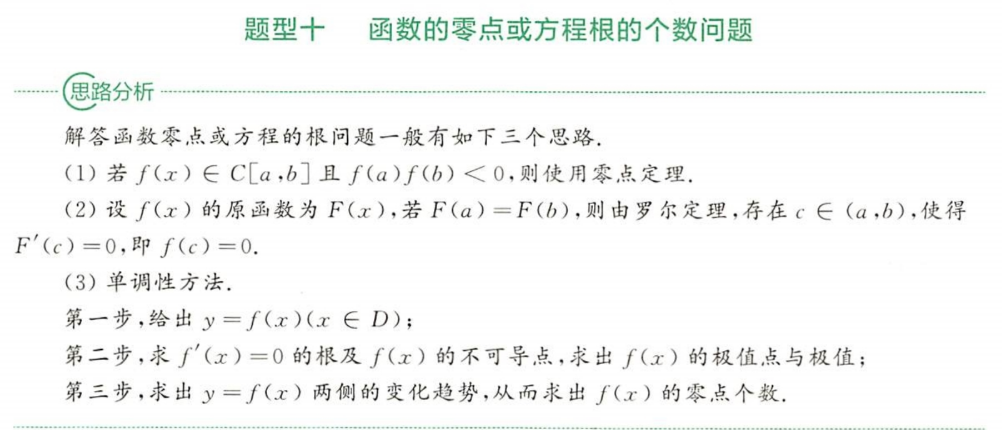 题型十 函数的零点或方程根的个数问题
思路分析
解答函数零点或方程的根问题一般有如下三个思路.
(1) 若 f(x) ∈ C[a,b] 且 f(a)f(b) < 0,则使用零点定理.
(2) 设 f(x) 的原函数为 F(x),若 F(a) = F(b),则由罗尔定理,存在 c ∈ (a,b),使得
F′(c) = 0,即 f(c) = 0.
(3) 单调性方法.
第一步,给出 y = f(x)(x ∈ D);
第二步,求 f′(x) = 0 的根及 f(x) 的不可导点,求出 f(x) 的极值点与极值;
第三步,求出 y = f(x) 两侧的变化趋势,从而求出 f(x) 的零点个数.